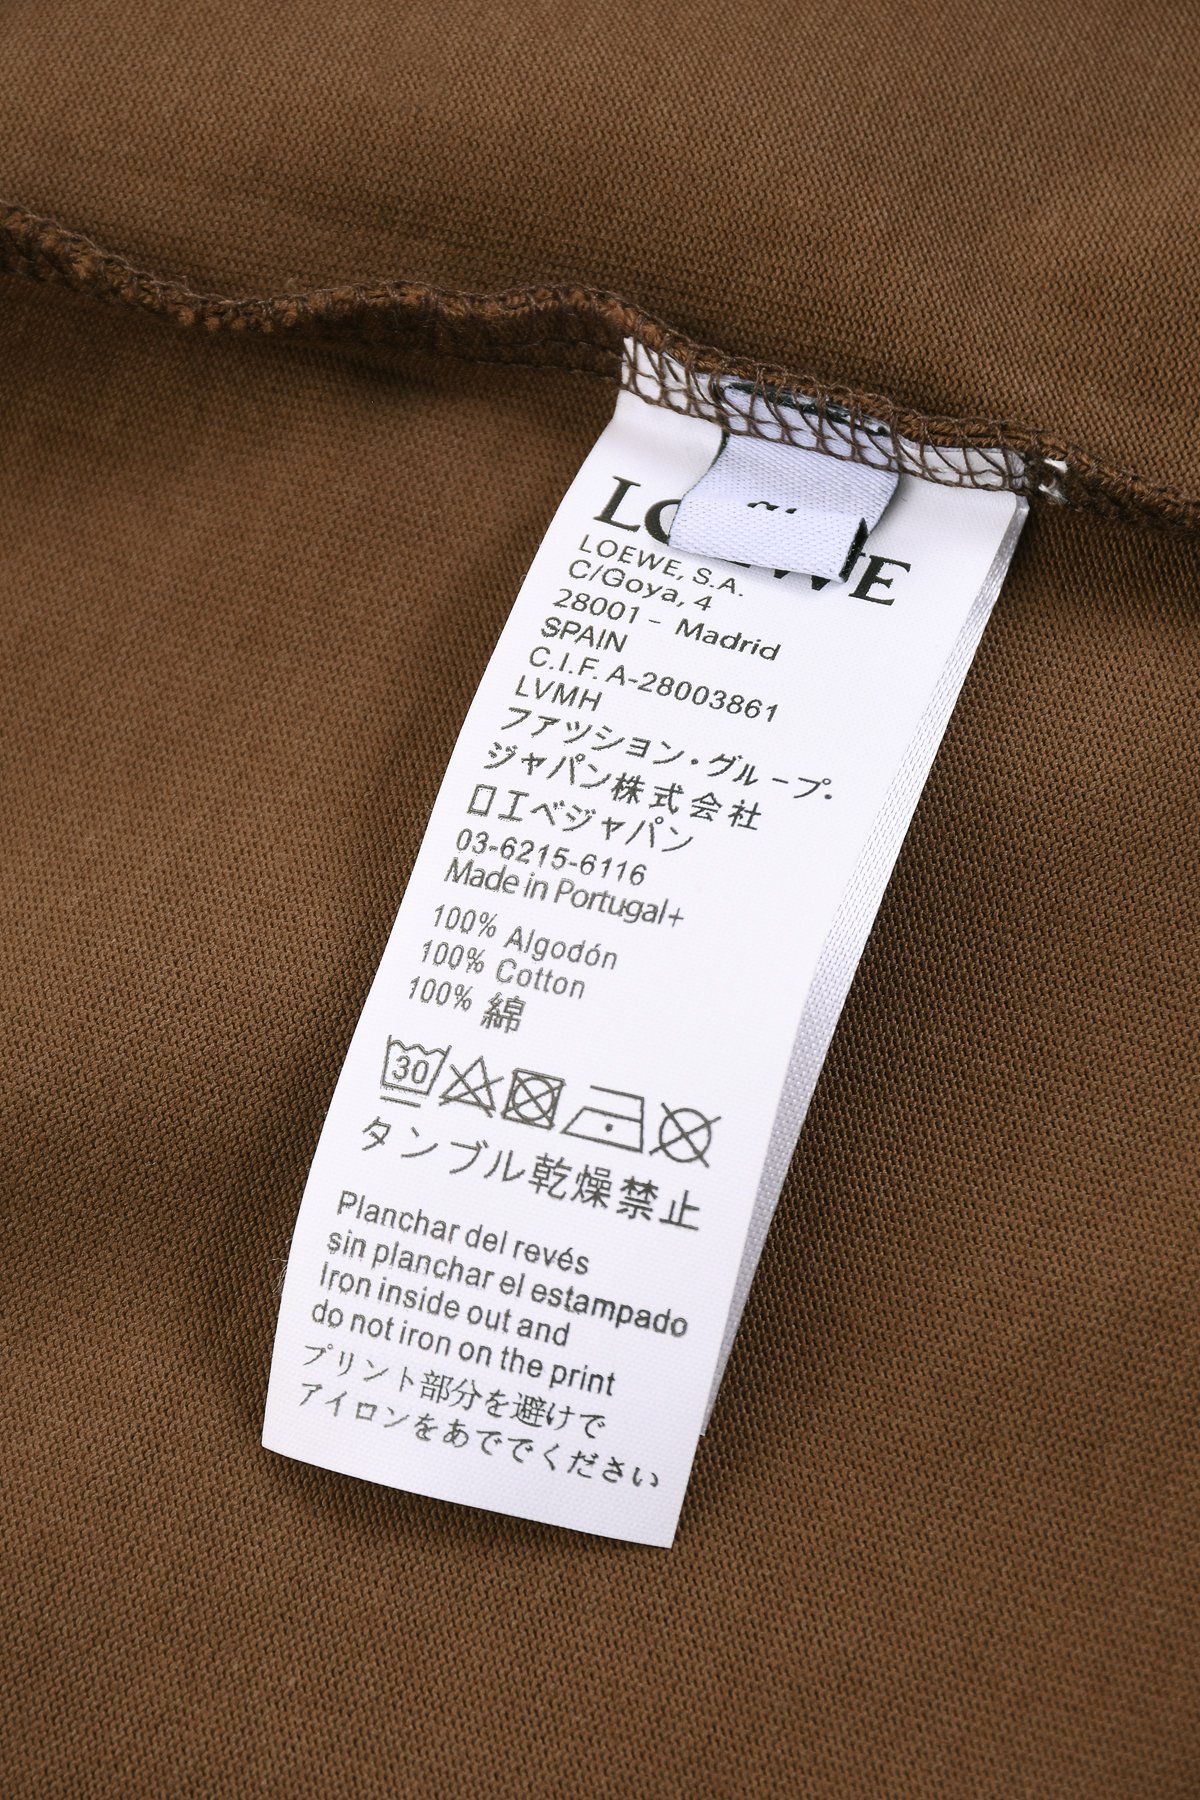 LOEWE, S.A.
C/Goya, 4
28001 - Madrid
SPAIN
C.I.F. A-28003861
LVMH
ファツション・グループ・
ジャパン株式会社
ロエベジャパン
03-6215-6116
Made in Portugal+
100% Algodón
100% Cotton
100% 綿
30
タンブル乾燥禁止
Planchar del revés
sin planchar el estampado
Iron inside out and
do not iron on the print
プリント部分を避けで
アイロンをあででください